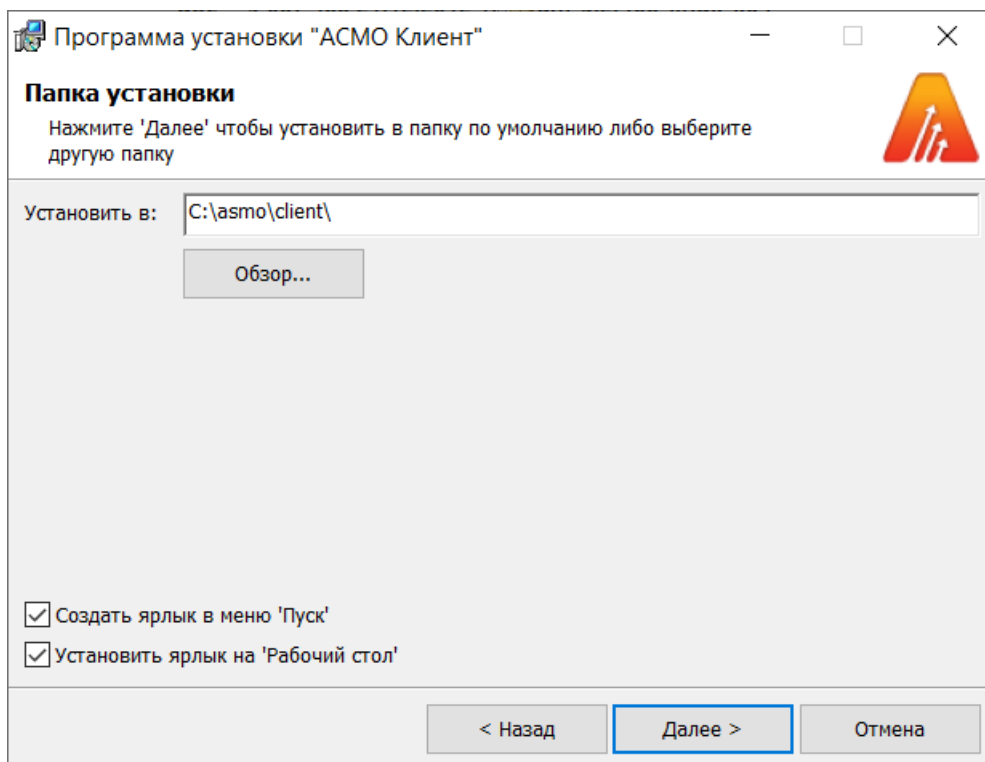 Программа установки "АСМО Клиент"
Папка установки
Нажмите 'Далее' чтобы установить в папку по умолчанию либо выберите
другую папку
Установить в: C:\asmo\client\
Обзор...
Создать ярлык в меню 'Пуск'
Установить ярлык на 'Рабочий стол'
< Назад Далее > Отмена